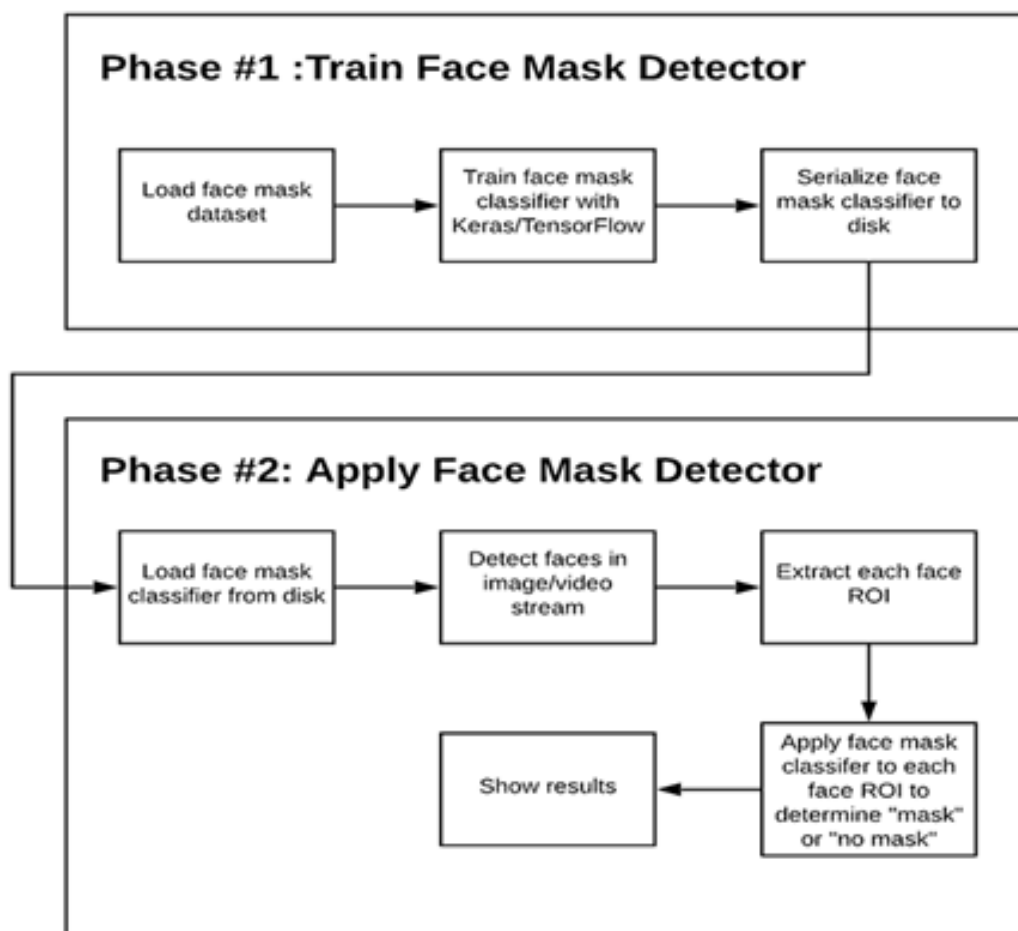 Phase #1 :Train Face Mask Detector
Load face mask
dataset
Train face mask
classifier with
Keras/TensorFlow
Serialize face
mask classifier to
disk
Phase #2: Apply Face Mask Detector
Load face mask
classifier from disk
Detect faces in
image/video
stream
Extract each face
ROI
Apply face mask
classifer to each
face ROI to
determine "mask"
or "no mask"
Show results